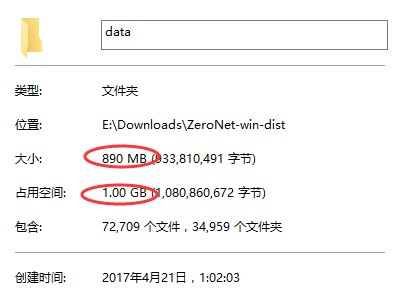 data
类型: 文件夹
位置: E:\Downloads\ZeroNet-win-dist
大小: 890 MB (933,810,491 字节)
占用空间: 1.00 GB (1,080,860,672 字节)
包含: 72,709 个文件，34,959 个文件夹
创建时间: 2017年4月21日，1:02:03